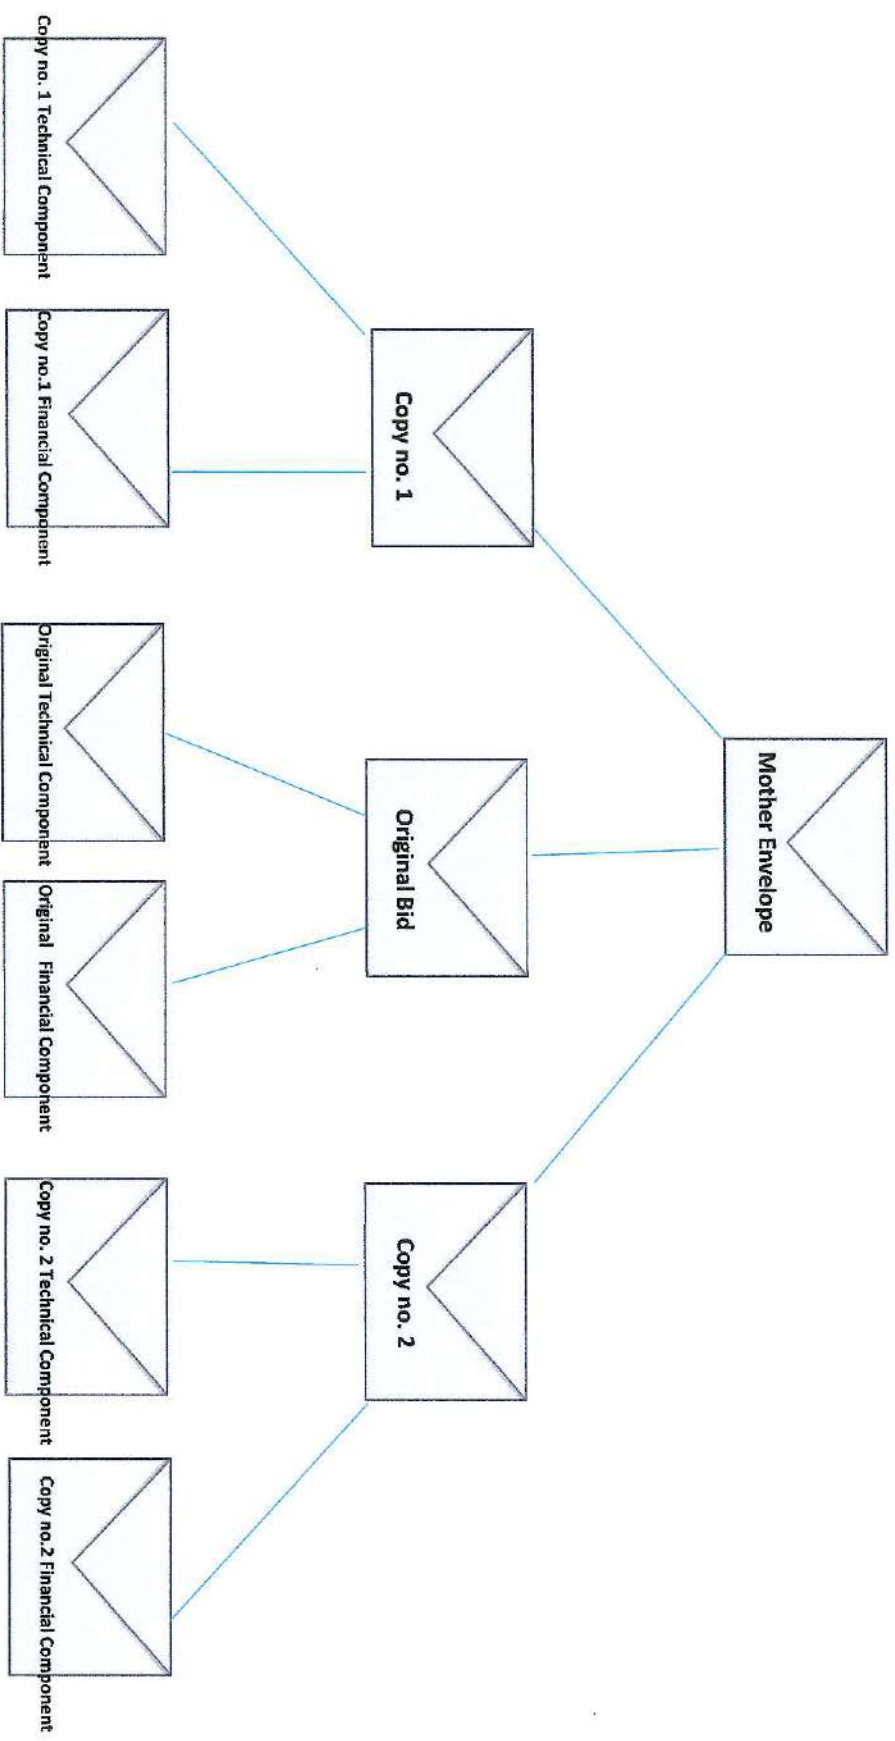 Mother Envelope
Copy no. 1
Original Bid
Copy no. 2
Copy no. 1 Technical Component
Copy no.1 Financial Component
Original Technical Component
Original Financial Component
Copy no. 2 Technical Component
Copy no.2 Financial Component